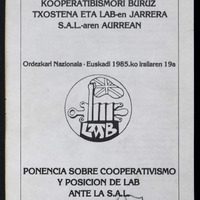 KOOPERATIBISMORI BURUZ
TXOSTENA ETA LAB-en JARRERA
S.A.L.-aren AURREAN
Ordezkari Nazionala - Euskadi 1985.ko irailaren 19a
LAB
PONENCIA SOBRE COOPERATIVISMO
Y POSICION DE LAB
ANTE LA S.A.L.